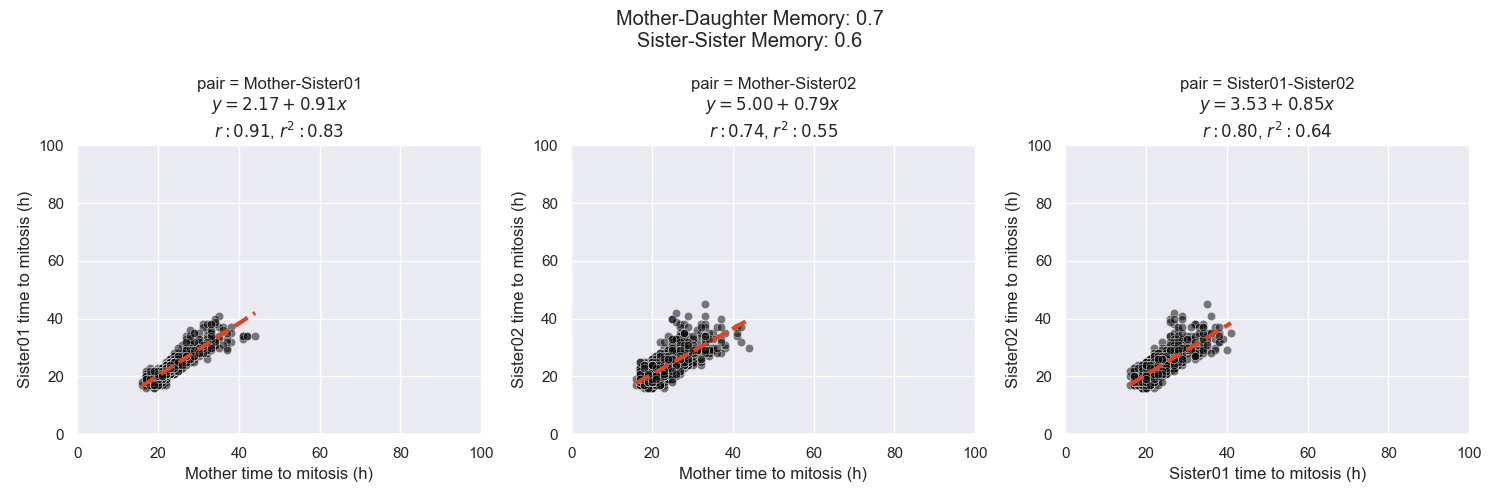 Mother-Daughter Memory: 0.7
Sister-Sister Memory: 0.6
pair = Mother-Sister01
y = 2.17 + 0.91x
r : 0.91, r² : 0.83
100
80
60
40
20
0
Sister01 time to mitosis (h)
0 20 40 60 80 100
Mother time to mitosis (h)
pair = Mother-Sister02
y = 5.00 + 0.79x
r : 0.74, r² : 0.55
100
80
60
40
20
0
Sister02 time to mitosis (h)
0 20 40 60 80 100
Mother time to mitosis (h)
pair = Sister01-Sister02
y = 3.53 + 0.85x
r : 0.80, r² : 0.64
100
80
60
40
20
0
Sister02 time to mitosis (h)
0 20 40 60 80 100
Sister01 time to mitosis (h)